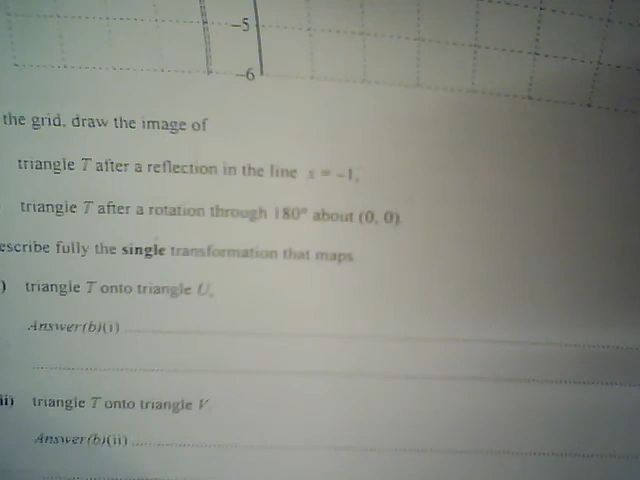 -5
-6
the grid, draw the image of
triangle T after a reflection in the line x = -1,
triangle T after a rotation through 180° about (0, 0)
escribe fully the single transformation that maps
) triangle T onto triangle U,
Answer(b)(i)
ii) triangle T onto triangle V.
Answer(b)(ii)